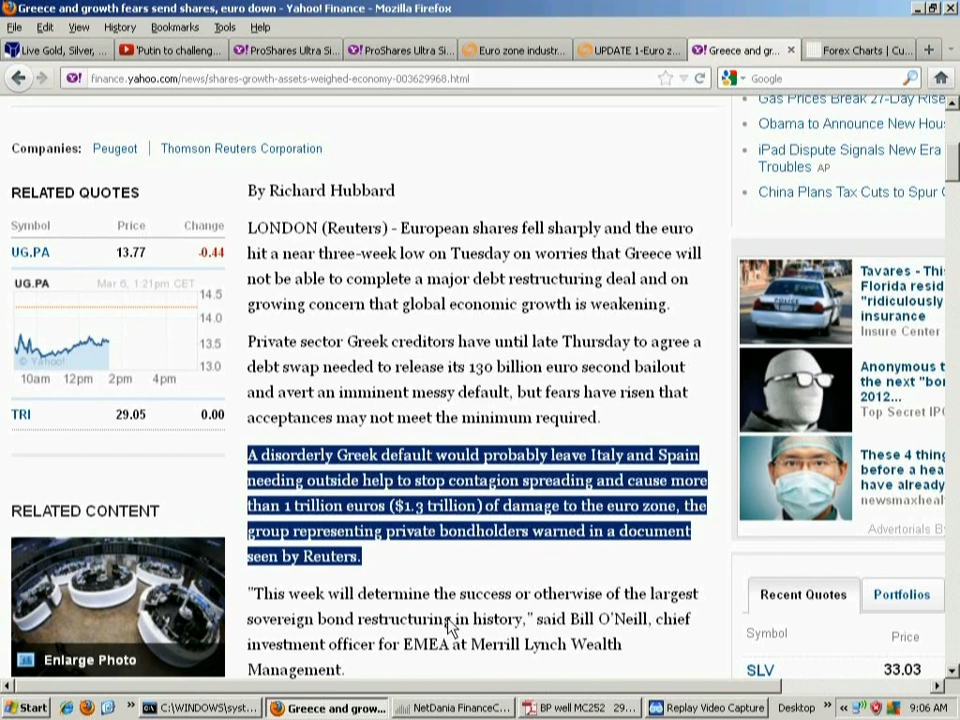 Greece and growth fears send shares, euro down - Yahoo! Finance - Mozilla Firefox
File Edit View History Bookmarks Tools Help
Live Gold, Silver, ...
'Putin to challeng...
ProShares Ultra Si...
ProShares Ultra Si...
Euro zone industr...
UPDATE 1-Euro z...
Greece and gr...
Forex Charts | Cu...
finance.yahoo.com/news/shares-growth-assets-weighed-economy-003629968.html
Google
Companies: Peugeot | Thomson Reuters Corporation
RELATED QUOTES
Symbol Price Change
UG.PA 13.77 -0.44
UG.PA Mar 6, 1:21pm CET
14.5
14.0
13.5
13.0
© Yahoo!
10am 12pm 2pm 4pm
TRI 29.05 0.00
RELATED CONTENT
Enlarge Photo
By Richard Hubbard
LONDON (Reuters) - European shares fell sharply and the euro
hit a near three-week low on Tuesday on worries that Greece will
not be able to complete a major debt restructuring deal and on
growing concern that global economic growth is weakening.
Private sector Greek creditors have until late Thursday to agree a
debt swap needed to release its 130 billion euro second bailout
and avert an imminent messy default, but fears have risen that
acceptances may not meet the minimum required.
A disorderly Greek default would probably leave Italy and Spain
needing outside help to stop contagion spreading and cause more
than 1 trillion euros ($1.3 trillion) of damage to the euro zone, the
group representing private bondholders warned in a document
seen by Reuters.
"This week will determine the success or otherwise of the largest
sovereign bond restructuring in history," said Bill O'Neill, chief
investment officer for EMEA at Merrill Lynch Wealth
Management.
Gas Prices Break 27-Day Rise
Obama to Announce New Hou
iPad Dispute Signals New Era
Troubles AP
China Plans Tax Cuts to Spur
Tavares - Thi
Florida resid
"ridiculously
insurance
Insure Center
POLICE
Anonymous t
the next "bo
2012...
Top Secret IP
These 4 thing
before a hea
have already
newsmaxheal
Advertorials B
Recent Quotes Portfolios
Symbol Price
SLV 33.03
Start
C:\WINDOWS\syst...
Greece and grow...
NetDania FinanceC...
BP well MC252 29...
Replay Video Capture
Desktop
9:06 AM